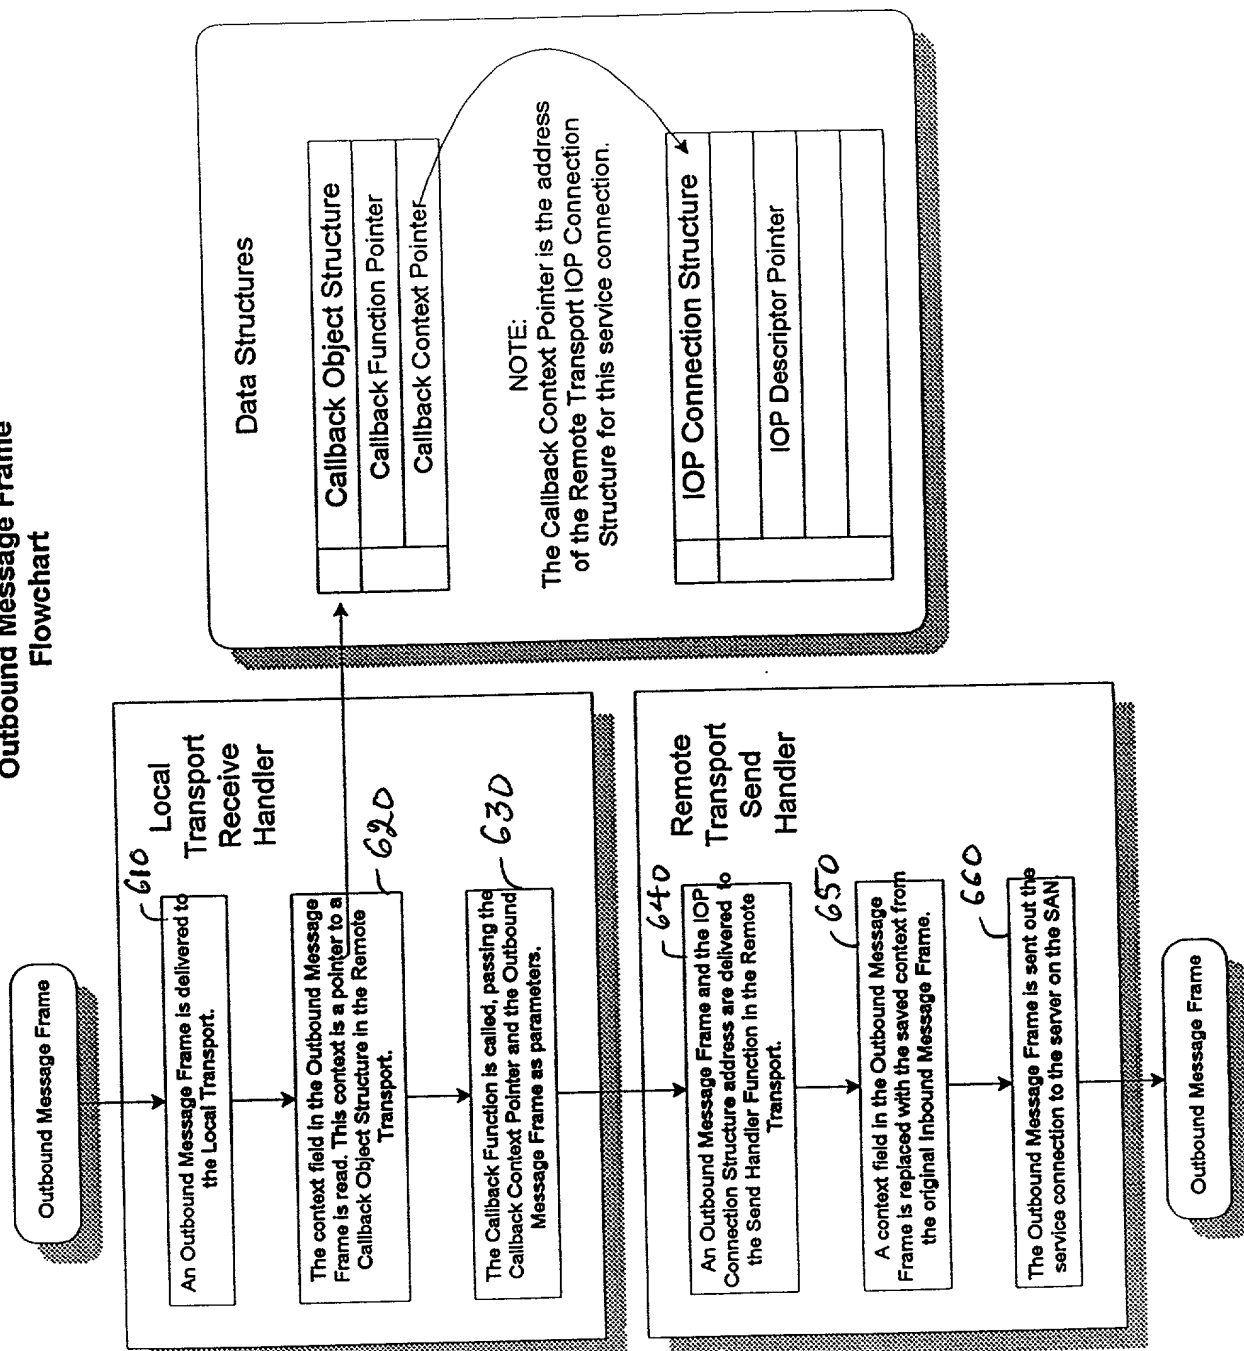 Outbound Message Frame
Flowchart
Outbound Message Frame
Local
Transport
Receive
Handler
610
An Outbound Message Frame is delivered to
the Local Transport.
620
The context field in the Outbound Message
Frame is read. This context is a pointer to a
Callback Object Structure in the Remote
Transport.
630
The Callback Function is called, passing the
Callback Context Pointer and the Outbound
Message Frame as parameters.
Remote
Transport
Send
Handler
640
An Outbound Message Frame and the IOP
Connection Structure address are delivered to
the Send Handler Function in the Remote
Transport.
650
A context field in the Outbound Message
Frame is replaced with the saved context from
the original Inbound Message Frame.
660
The Outbound Message Frame is sent out the
service connection to the server on the SAN.
Outbound Message Frame
Data Structures
Callback Object Structure
Callback Function Pointer
Callback Context Pointer
NOTE:
The Callback Context Pointer is the address
of the Remote Transport IOP Connection
Structure for this service connection.
IOP Connection Structure
IOP Descriptor Pointer